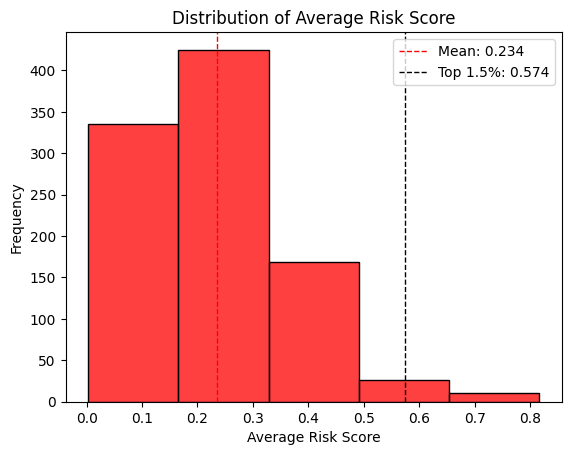 Distribution of Average Risk Score
Mean: 0.234
Top 1.5%: 0.574
Frequency
400
350
300
250
200
150
100
50
0
0.0 0.1 0.2 0.3 0.4 0.5 0.6 0.7 0.8
Average Risk Score